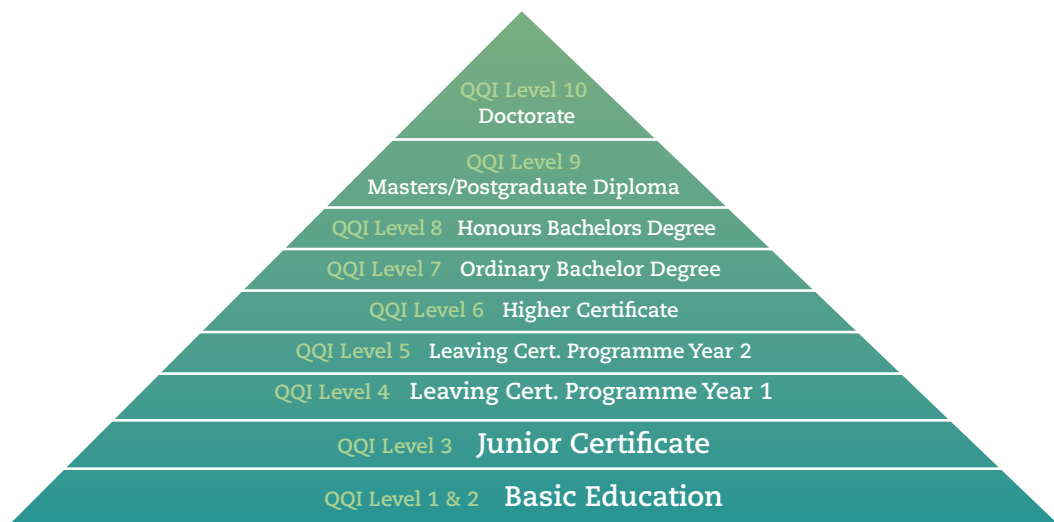 QQI Level 10
Doctorate
QQI Level 9
Masters/Postgraduate Diploma
QQI Level 8 Honours Bachelors Degree
QQI Level 7 Ordinary Bachelor Degree
QQI Level 6 Higher Certificate
QQI Level 5 Leaving Cert. Programme Year 2
QQI Level 4 Leaving Cert. Programme Year 1
QQI Level 3 Junior Certificate
QQI Level 1 & 2 Basic Education